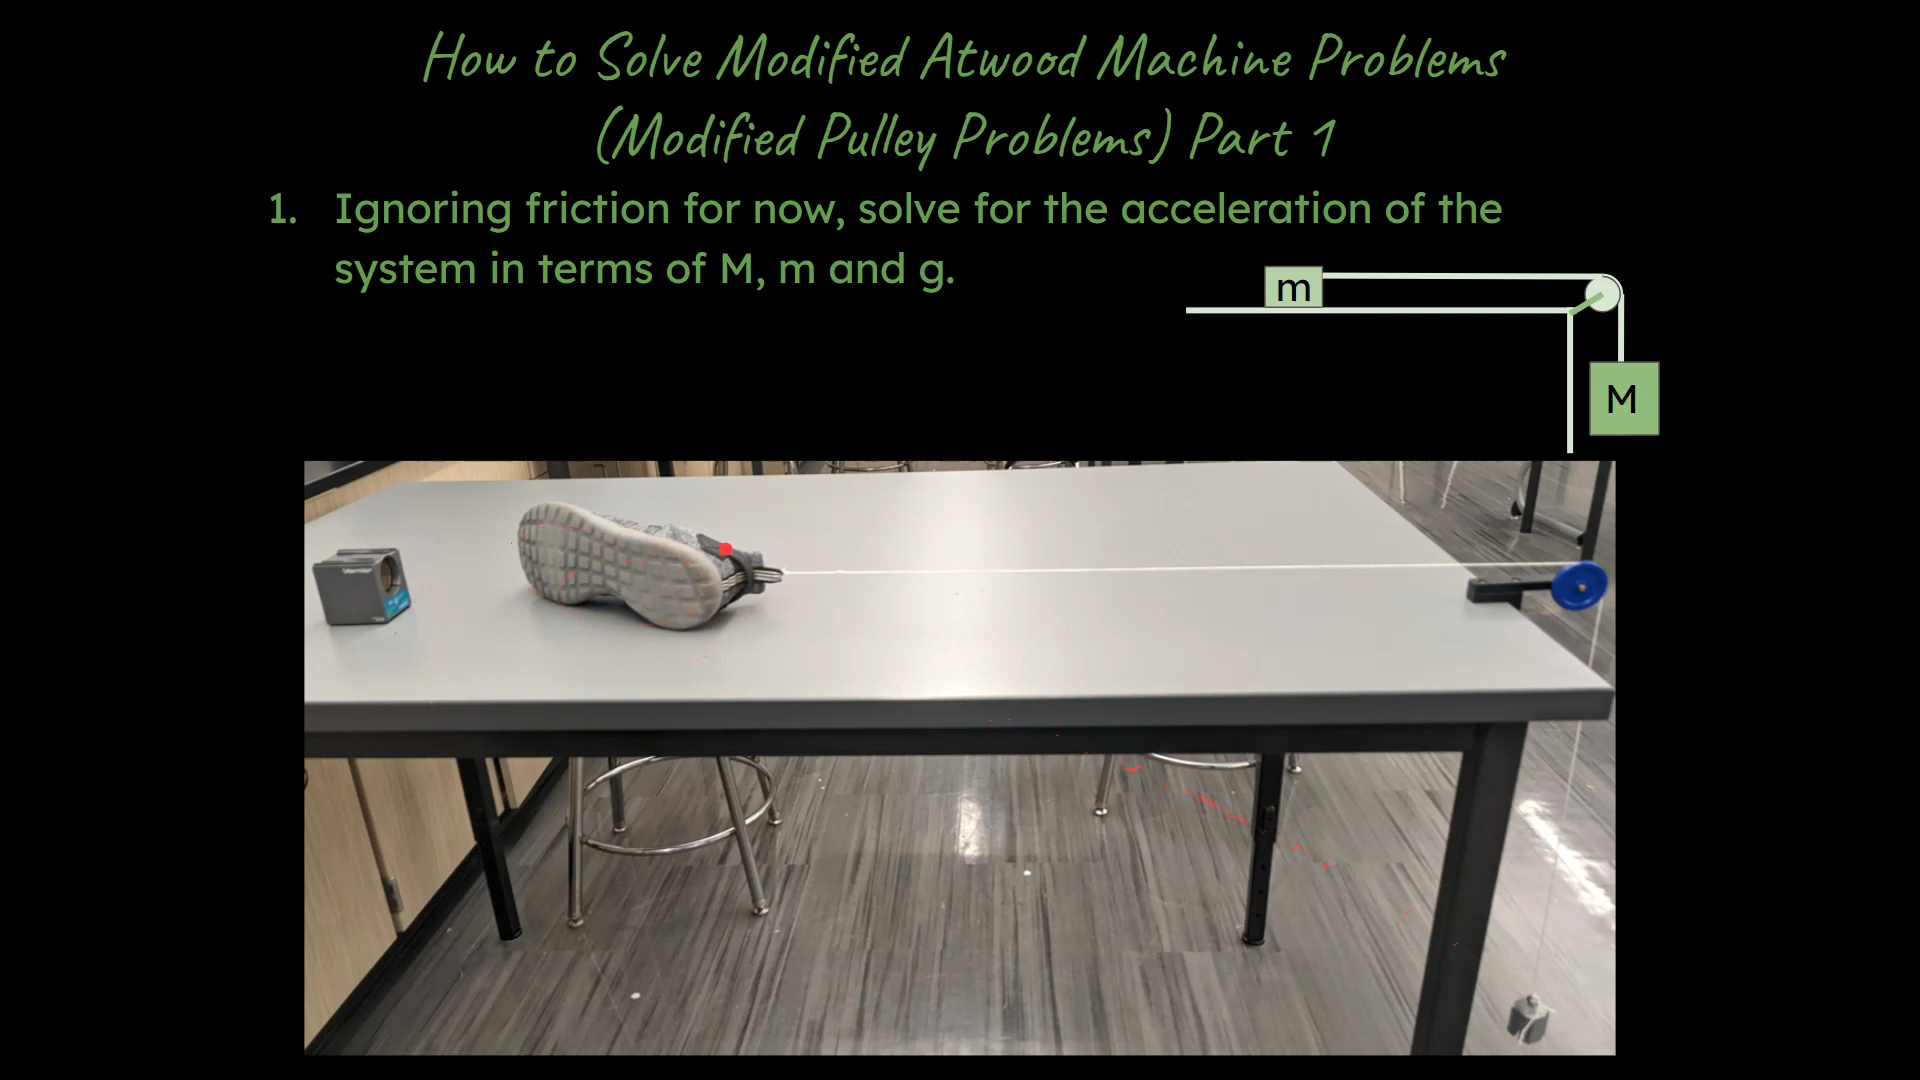 How to Solve Modified Atwood Machine Problems
(Modified Pulley Problems) Part 1
1. Ignoring friction for now, solve for the acceleration of the
system in terms of M, m and g.
m
M
Vernier